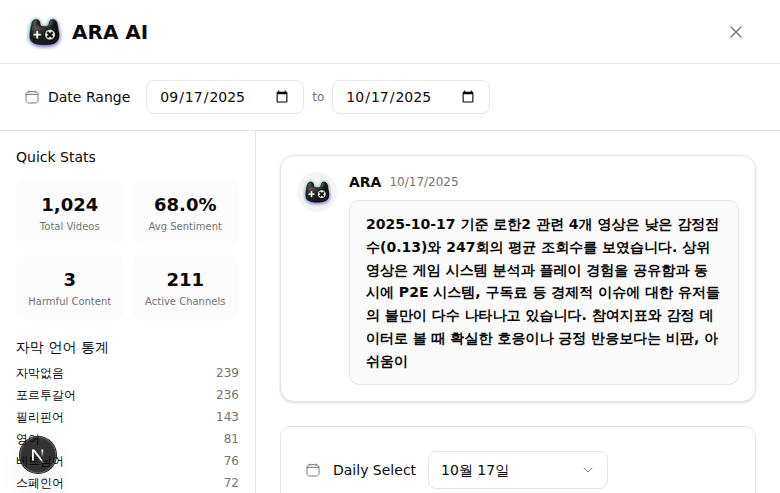 ARA AI
Date Range 09/17/2025 to 10/17/2025
Quick Stats
1,024
Total Videos
68.0%
Avg Sentiment
3
Harmful Content
211
Active Channels
자막 언어 통계
자막없음 239
포르투갈어 236
필리핀어 143
영어 81
76
스페인어 72
ARA 10/17/2025
2025-10-17 기준 로한2 관련 4개 영상은 낮은 감정점
수(0.13)와 247회의 평균 조회수를 보였습니다. 상위
영상은 게임 시스템 분석과 플레이 경험을 공유함과 동
시에 P2E 시스템, 구독료 등 경제적 이슈에 대한 유저들
의 불만이 다수 나타나고 있습니다. 참여지표와 감정 데
이터로 볼 때 확실한 호응이나 긍정 반응보다는 비판, 아
쉬움이
Daily Select 10월 17일